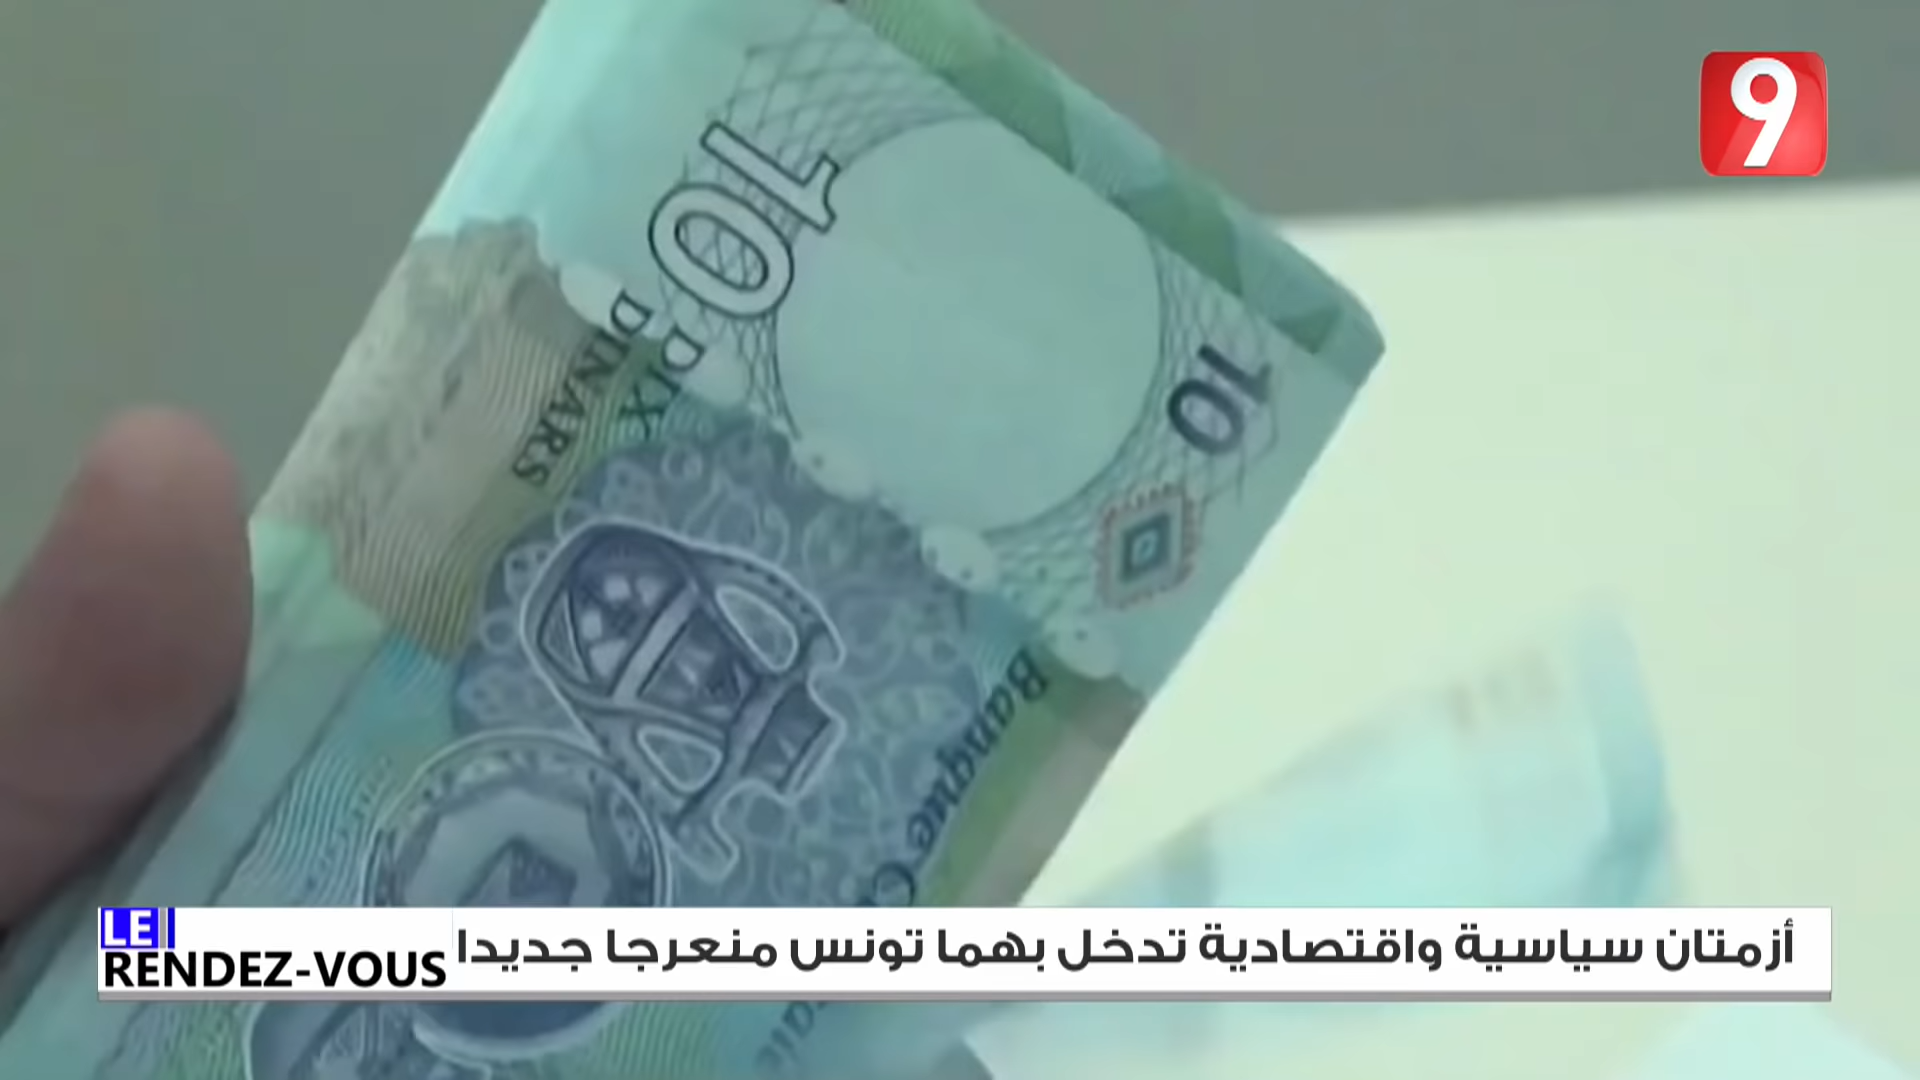 9
10
DIX
DINARS
10
Banque C
LE
RENDEZ-VOUS
أزمتان سياسية واقتصادية تدخل بهما تونس منعرجا جديدا